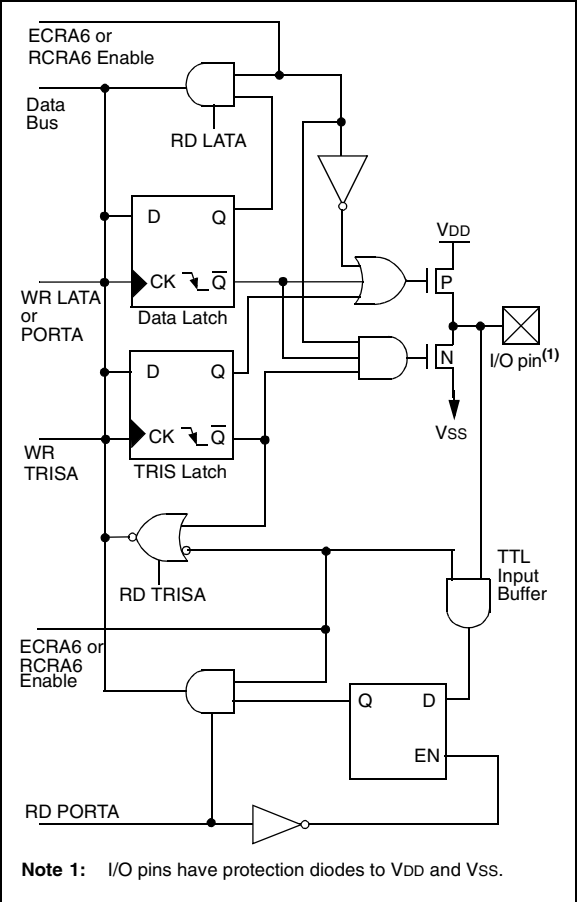 ECRA6 or
RCRA6 Enable
Data
Bus
RD LATA
VDD
D Q
P
WR LATA
or
PORTA
CK Q
Data Latch
I/O pin(1)
N
D Q
VSS
WR
TRISA
CK Q
TRIS Latch
TTL
Input
Buffer
RD TRISA
ECRA6 or
RCRA6
Enable
Q D
EN
RD PORTA
Note 1: I/O pins have protection diodes to VDD and VSS.